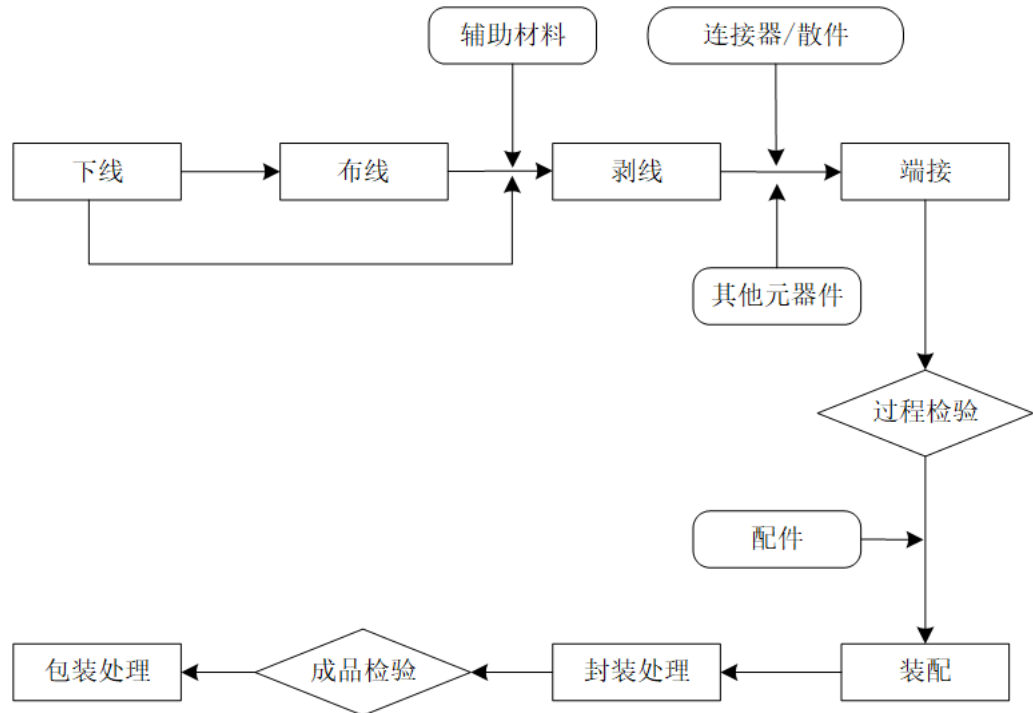 辅助材料
连接器/散件
下线
布线
剥线
端接
其他元器件
过程检验
配件
包装处理
成品检验
封装处理
装配